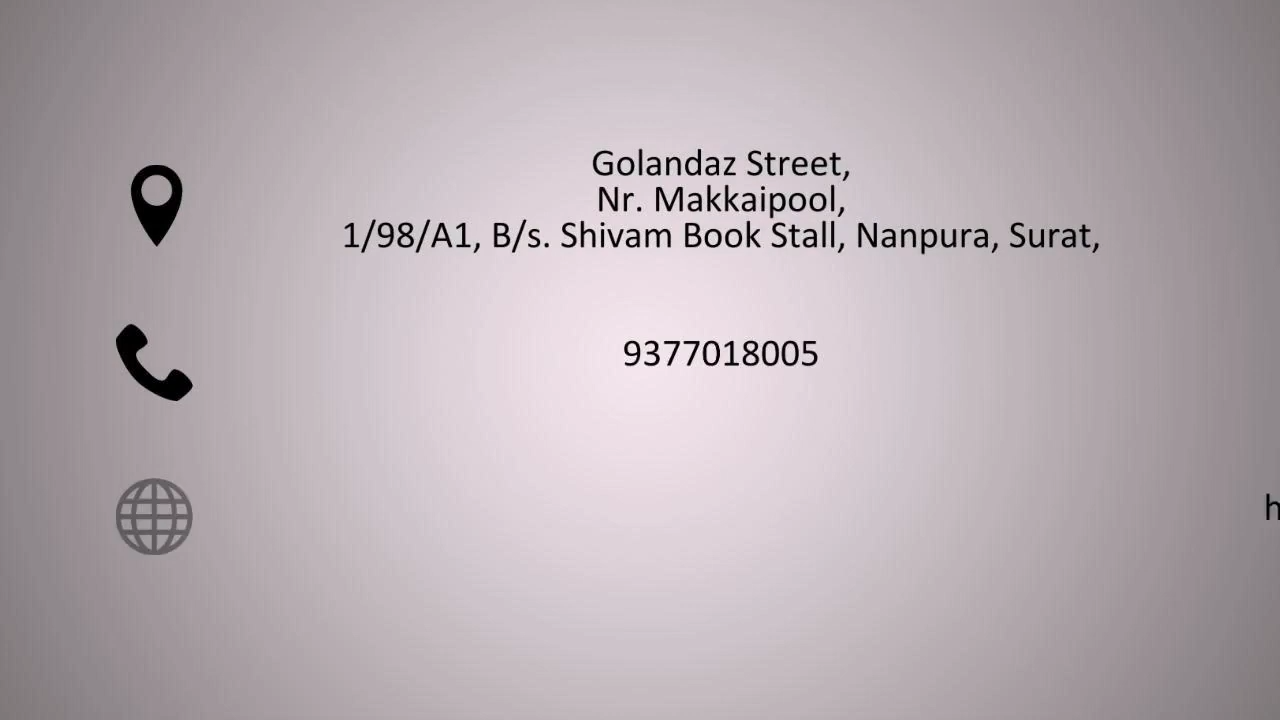 Golandaz Street,
Nr. Makkaipool,
1/98/A1, B/s. Shivam Book Stall, Nanpura, Surat,
9377018005
h